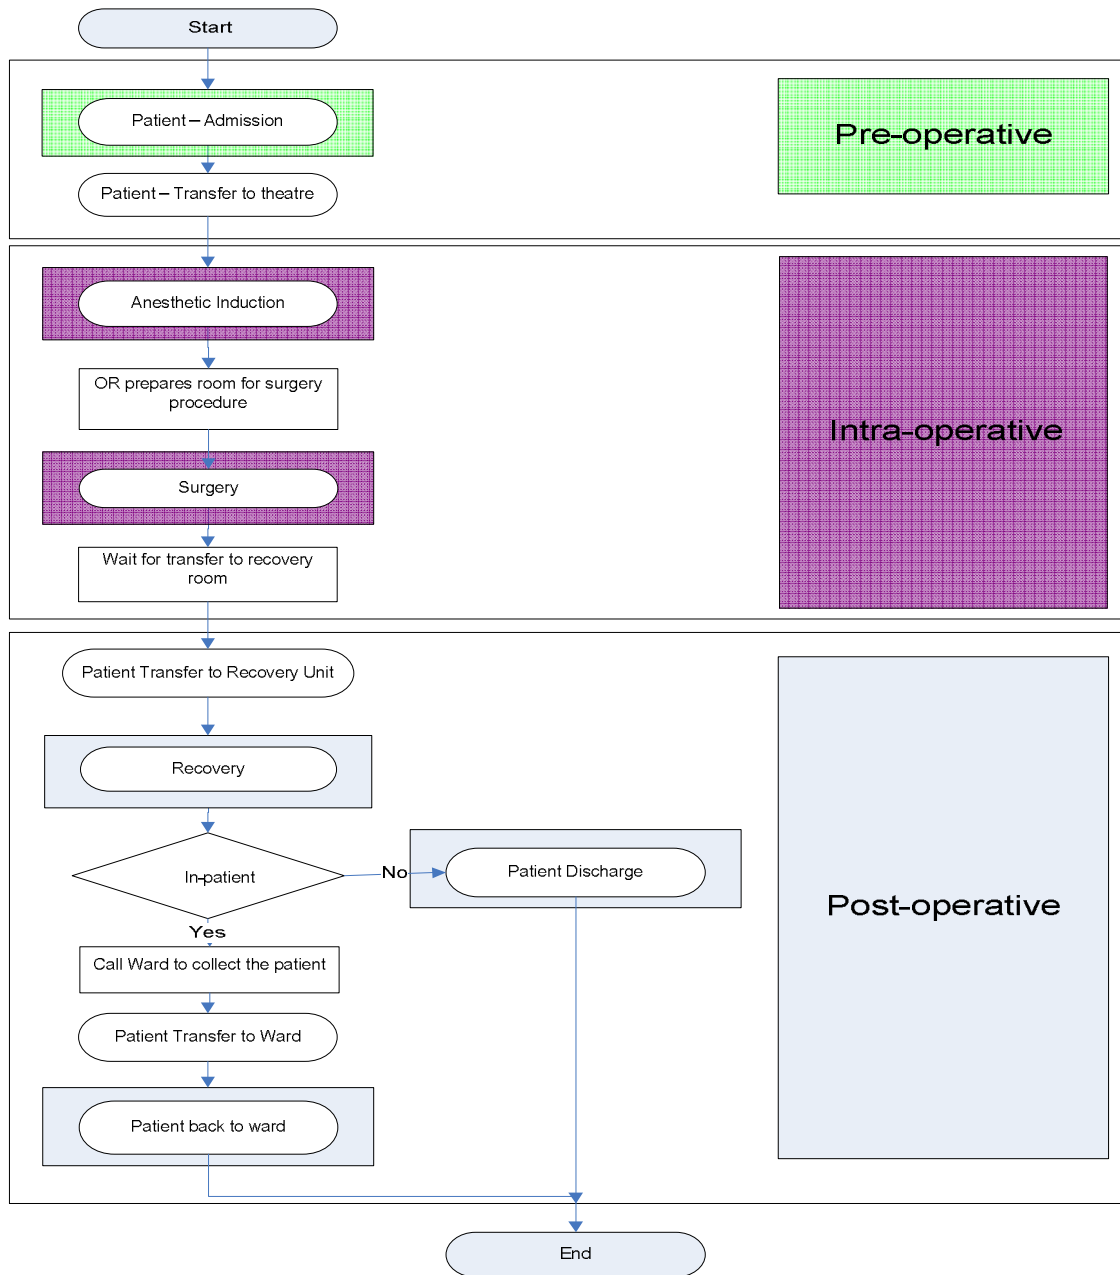 Start
Patient – Admission
Pre-operative
Patient – Transfer to theatre
Anesthetic Induction
OR prepares room for surgery
procedure
Intra-operative
Surgery
Wait for transfer to recovery
room
Patient Transfer to Recovery Unit
Recovery
In-patient
No
Patient Discharge
Post-operative
Yes
Call Ward to collect the patient
Patient Transfer to Ward
Patient back to ward
End